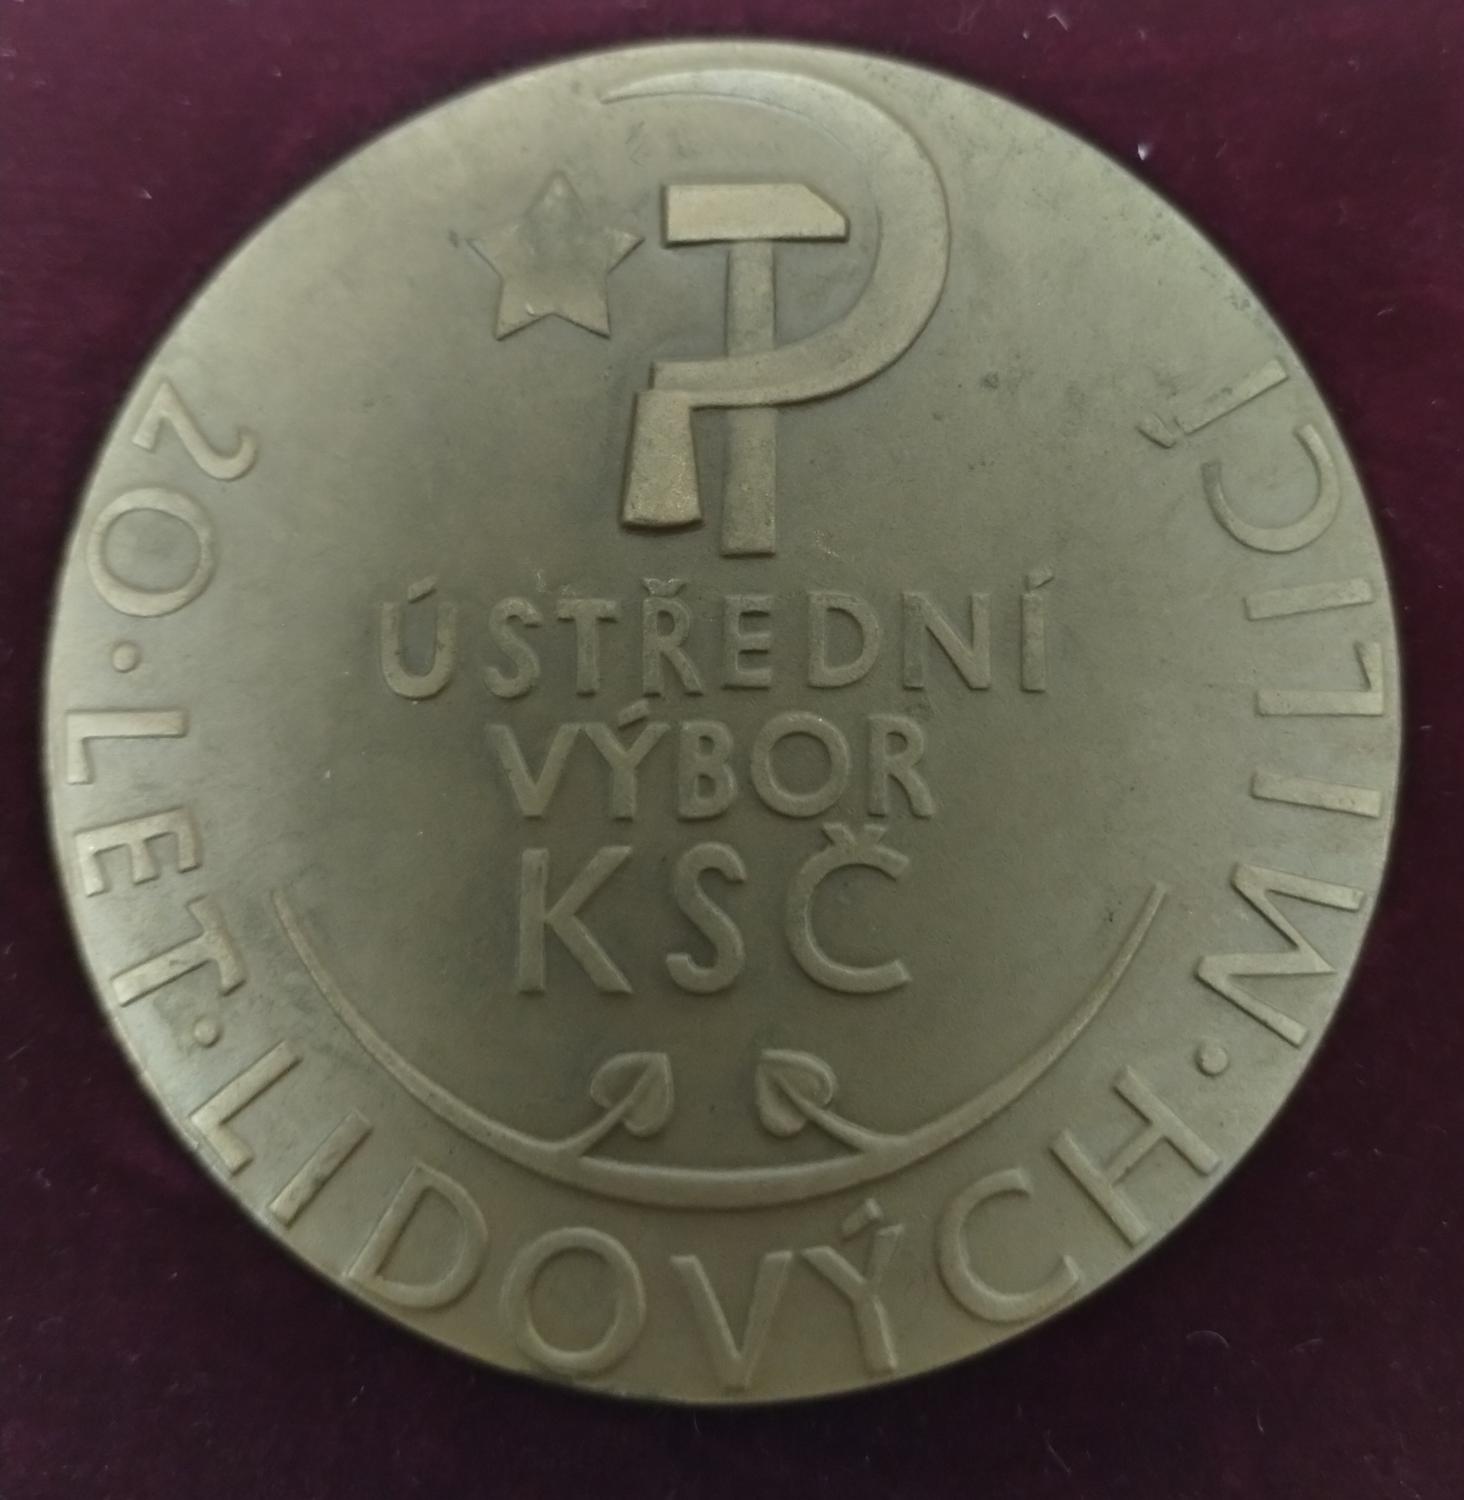 ÚSTŘEDNÍ
VÝBOR
KSČ
20·LET·LIDOVÝCH·MILICÍ